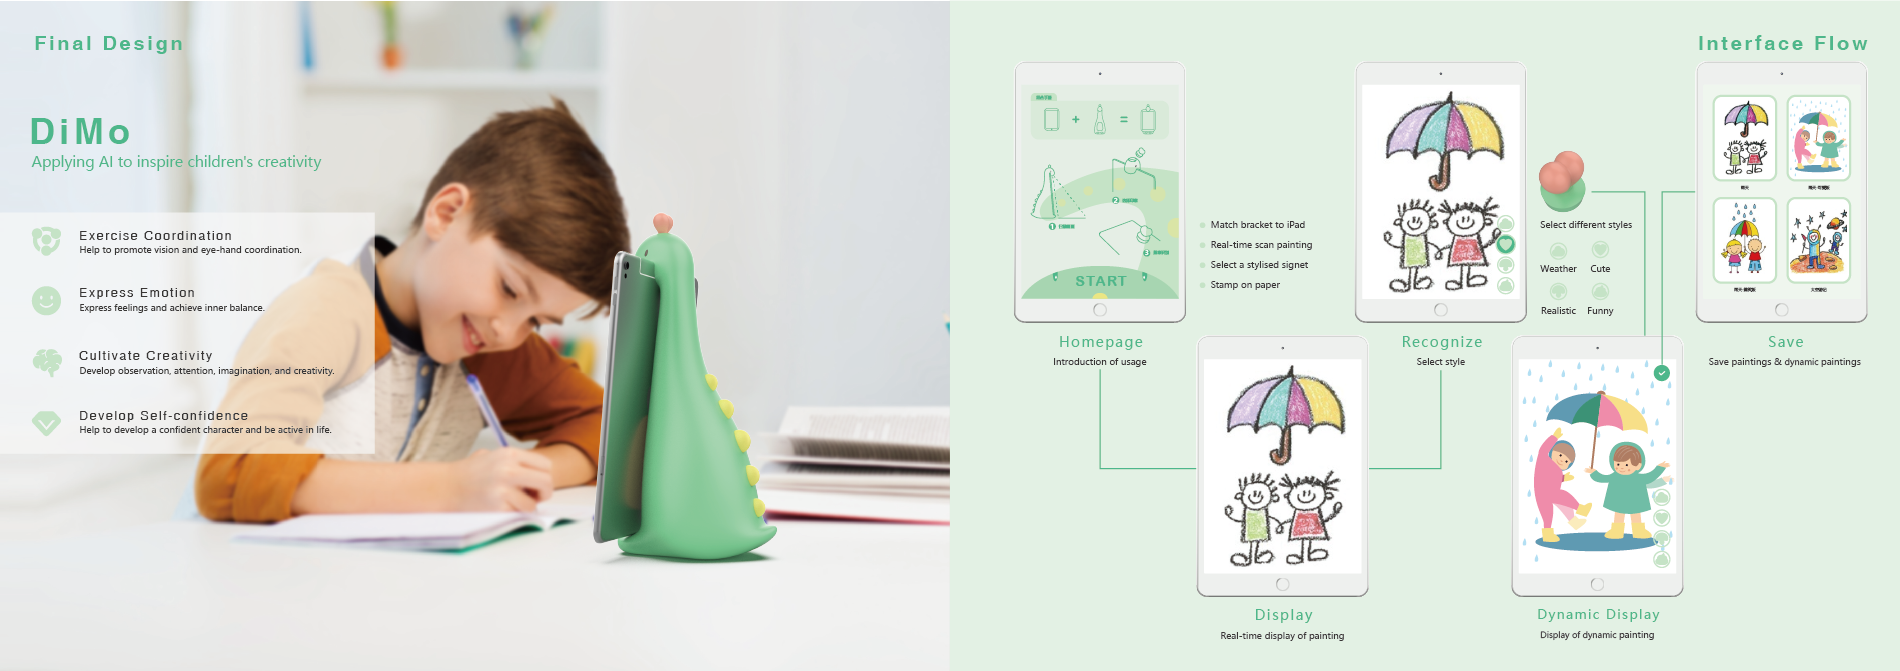 Final Design
DiMo
Applying AI to inspire children's creativity
Exercise Coordination
Help to promote vision and eye-hand coordination.
Express Emotion
Express feelings and achieve inner balance.
Cultivate Creativity
Develop observation, attention, imagination, and creativity.
Develop Self-confidence
Help to develop a confident character and be active in life.
Interface Flow
+ =
1
2
3
START
Match bracket to iPad
Real-time scan painting
Select a stylised signet
Stamp on paper
Homepage
Introduction of usage
Display
Real-time display of painting
Recognize
Select style
Select different styles
Weather
Cute
Realistic
Funny
Dynamic Display
Display of dynamic painting
Save
Save paintings & dynamic paintings